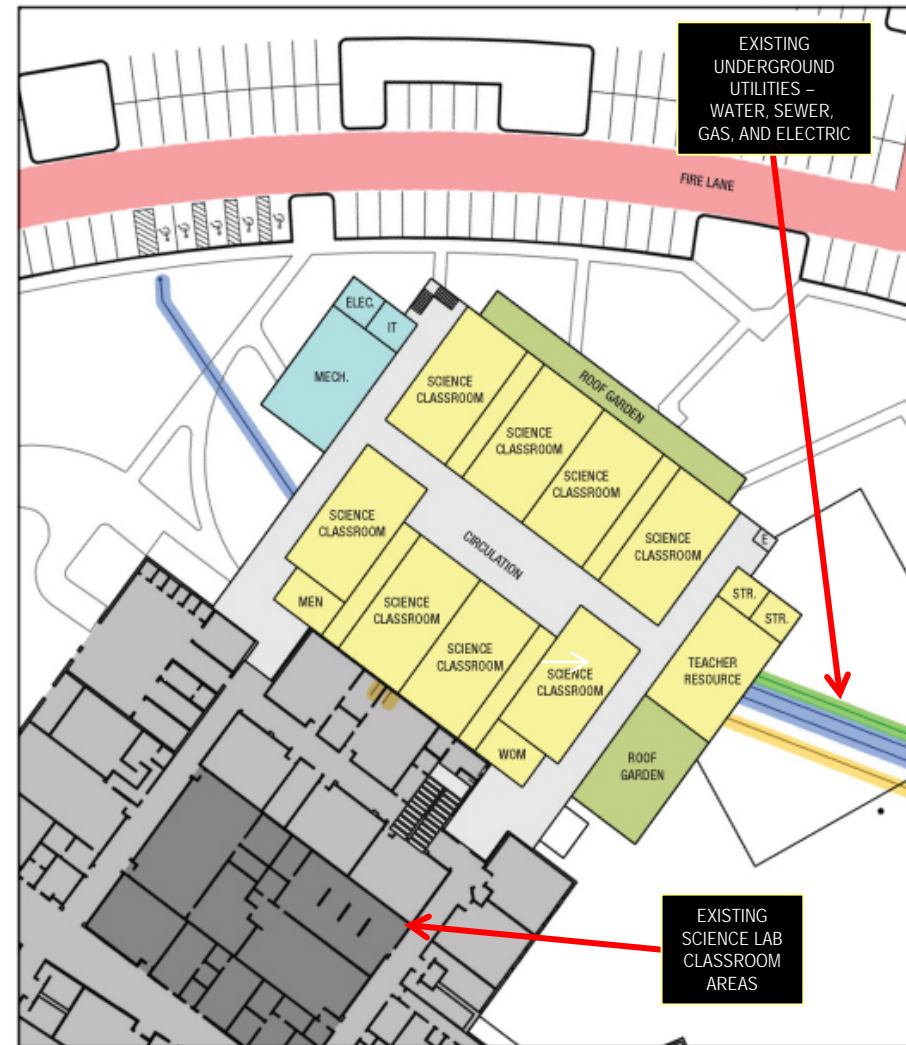 EXISTING
UNDERGROUND
UTILITIES –
WATER, SEWER,
GAS, AND ELECTRIC
FIRE LANE
ELEC.
IT
MECH.
ROOF GARDEN
SCIENCE
CLASSROOM
SCIENCE
CLASSROOM
SCIENCE
CLASSROOM
SCIENCE
CLASSROOM
E
SCIENCE
CLASSROOM
CIRCULATION
MEN
SCIENCE
CLASSROOM
SCIENCE
CLASSROOM
SCIENCE
CLASSROOM
WOM
STR.
STR.
TEACHER
RESOURCE
ROOF
GARDEN
EXISTING
SCIENCE LAB
CLASSROOM
AREAS